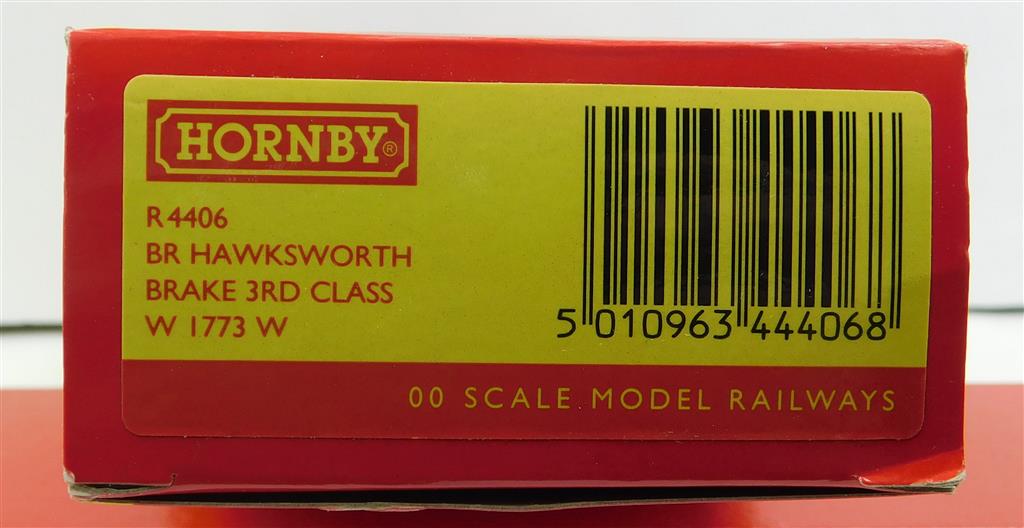 HORNBY®
R4406
BR HAWKSWORTH
BRAKE 3RD CLASS
W 1773 W
5 010963 444068
00 SCALE MODEL RAILWAYS